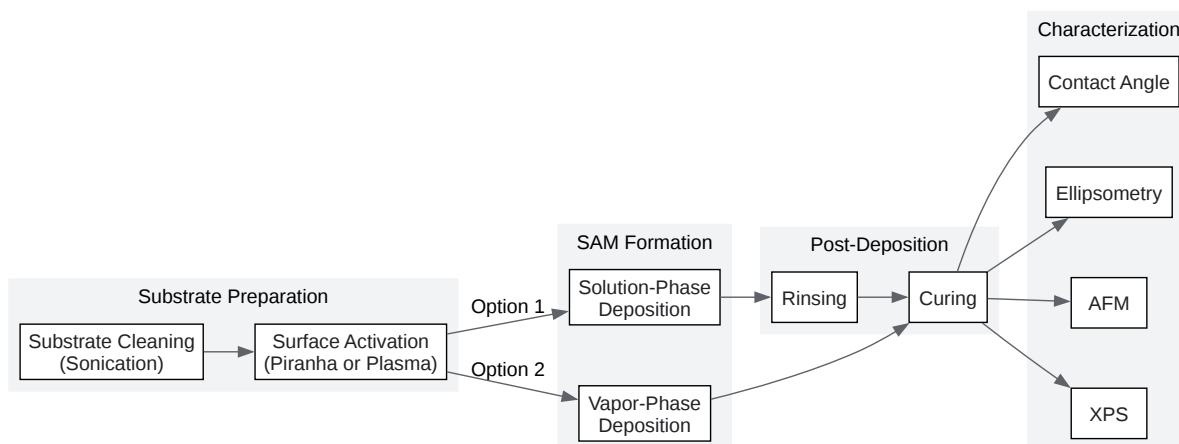 Substrate Preparation
Substrate Cleaning
(Sonication)
Surface Activation
(Piranha or Plasma)
Option 1
Option 2
SAM Formation
Solution-Phase
Deposition
Vapor-Phase
Deposition
Post-Deposition
Rinsing
Curing
Characterization
Contact Angle
Ellipsometry
AFM
XPS